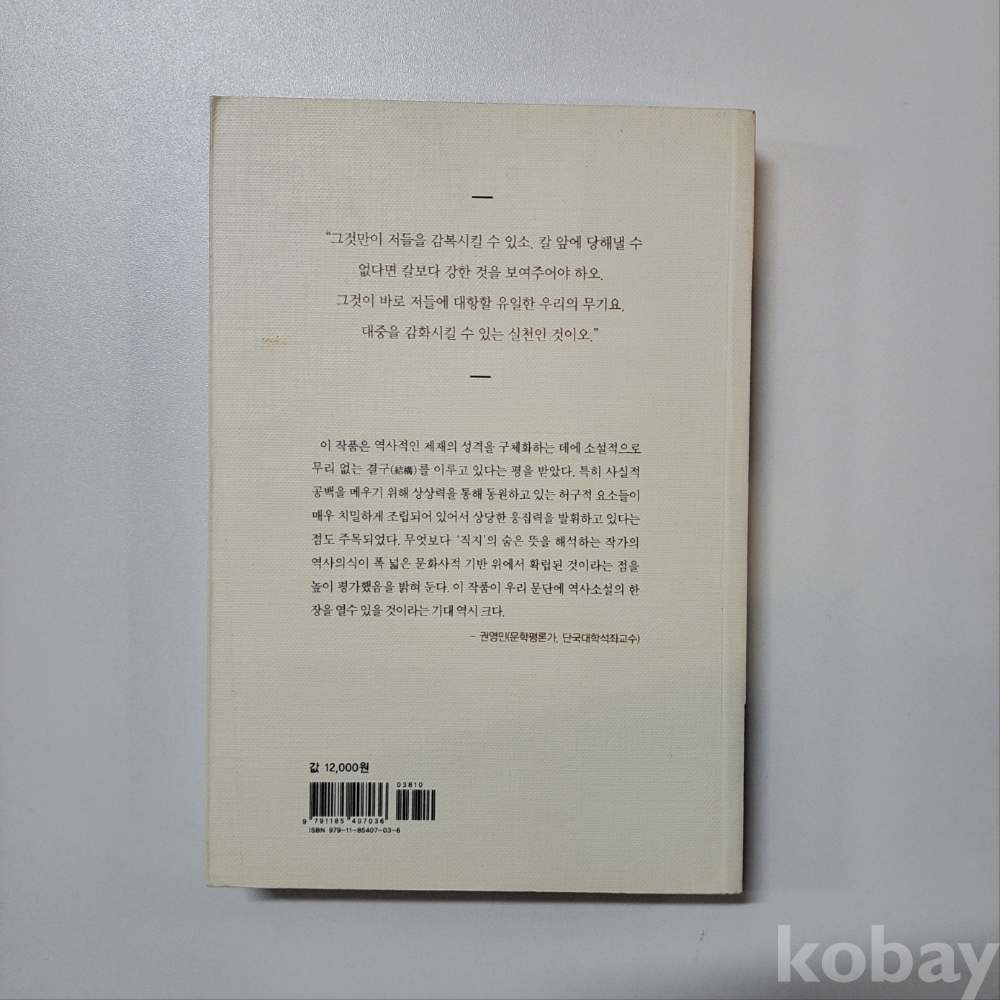 “그것만이 저들을 감복시킬 수 있소. 칼 앞에 당해낼 수
없다면 칼보다 강한 것을 보여주어야 하오.
그것이 바로 저들에 대항할 유일한 우리의 무기요.
대중을 감화시킬 수 있는 실천인 것이오.”
이 작품은 역사적인 제재의 성격을 구체화하는 데에 소설적으로
무리 없는 결구(結構)를 이루고 있다는 평을 받았다. 특히 사실적
공백을 메우기 위해 상상력을 통해 동원하고 있는 허구적 요소들이
매우 치밀하게 조립되어 있어서 상당한 응집력을 발휘하고 있다는
점도 주목되었다. 무엇보다 ‘직지’의 숨은 뜻을 해석하는 작가의
역사의식이 폭 넓은 문화사적 기반 위에서 확립된 것이라는 점을
높이 평가했음을 밝혀 둔다. 이 작품이 우리 문단에 역사소설의 한
장을 열수 있을 것이라는 기대 역시 크다.
– 권영민(문학평론가, 단국대학석좌교수)
값 12,000원
03810
9 791185 407036
ISBN 979-11-85407-03-6
kobay